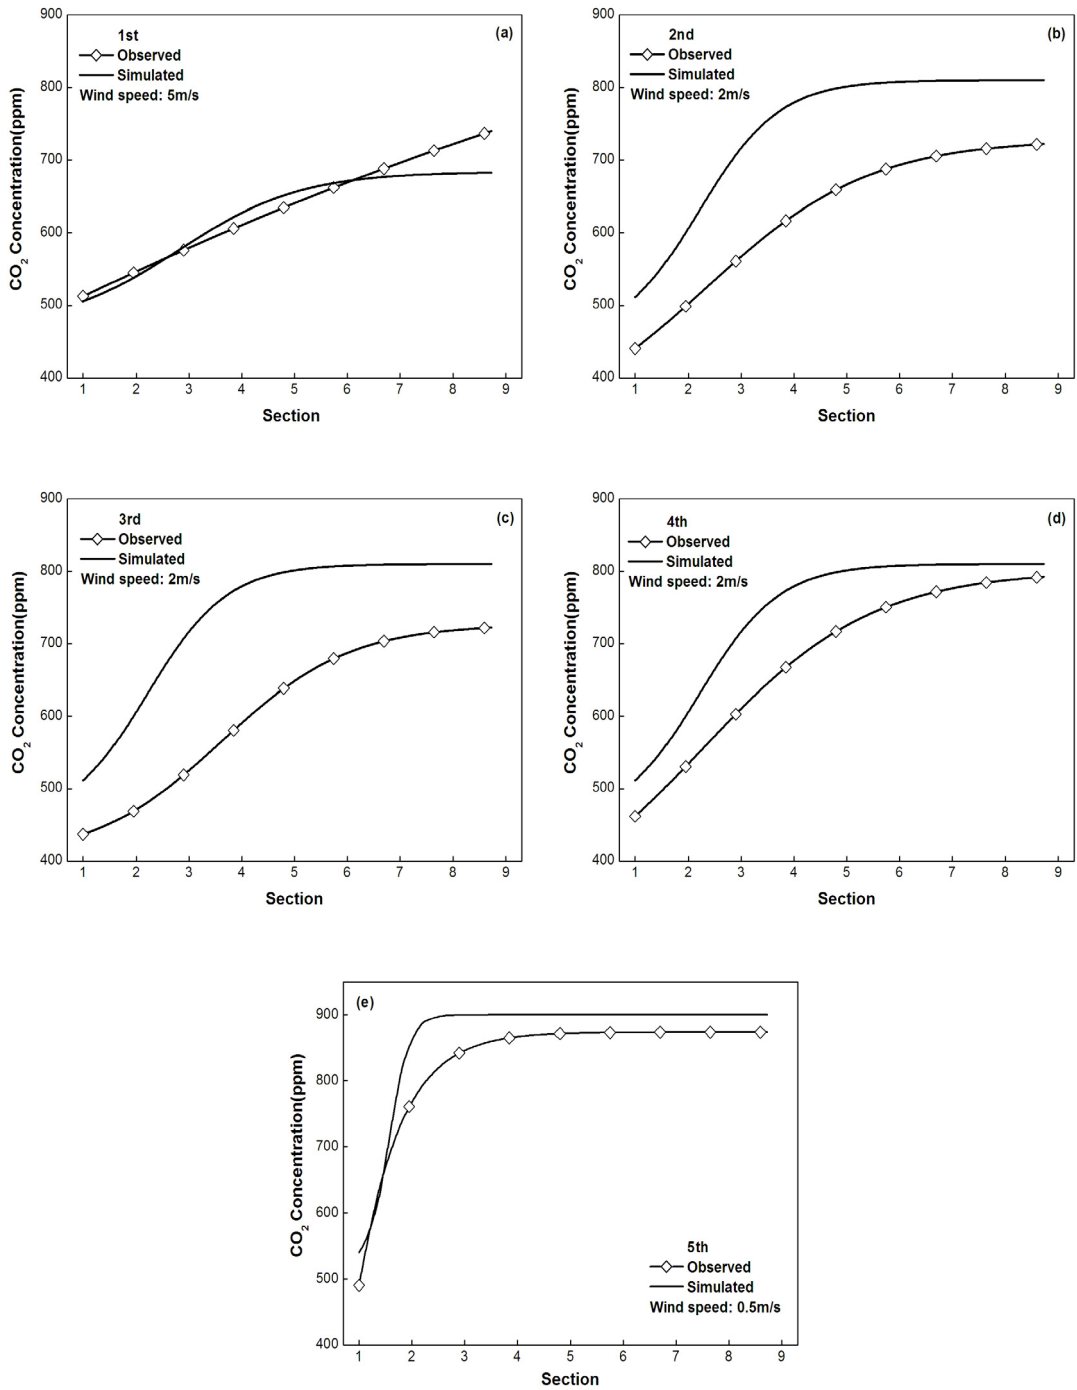 1st
(a)
Observed
Simulated
Wind speed: 5m/s
900
800
700
600
500
400
CO2 Concentration(ppm)
1 2 3 4 5 6 7 8 9
Section
2nd
(b)
Observed
Simulated
Wind speed: 2m/s
900
800
700
600
500
400
CO2 Concentration(ppm)
1 2 3 4 5 6 7 8 9
Section
3rd
(c)
Observed
Simulated
Wind speed: 2m/s
900
800
700
600
500
400
CO2 Concentration(ppm)
1 2 3 4 5 6 7 8 9
Section
4th
(d)
Observed
Simulated
Wind speed: 2m/s
900
800
700
600
500
400
CO2 Concentration(ppm)
1 2 3 4 5 6 7 8 9
Section
(e)
900
800
700
600
500
400
CO2 Concentration(ppm)
5th
Observed
Simulated
Wind speed: 0.5m/s
1 2 3 4 5 6 7 8 9
Section